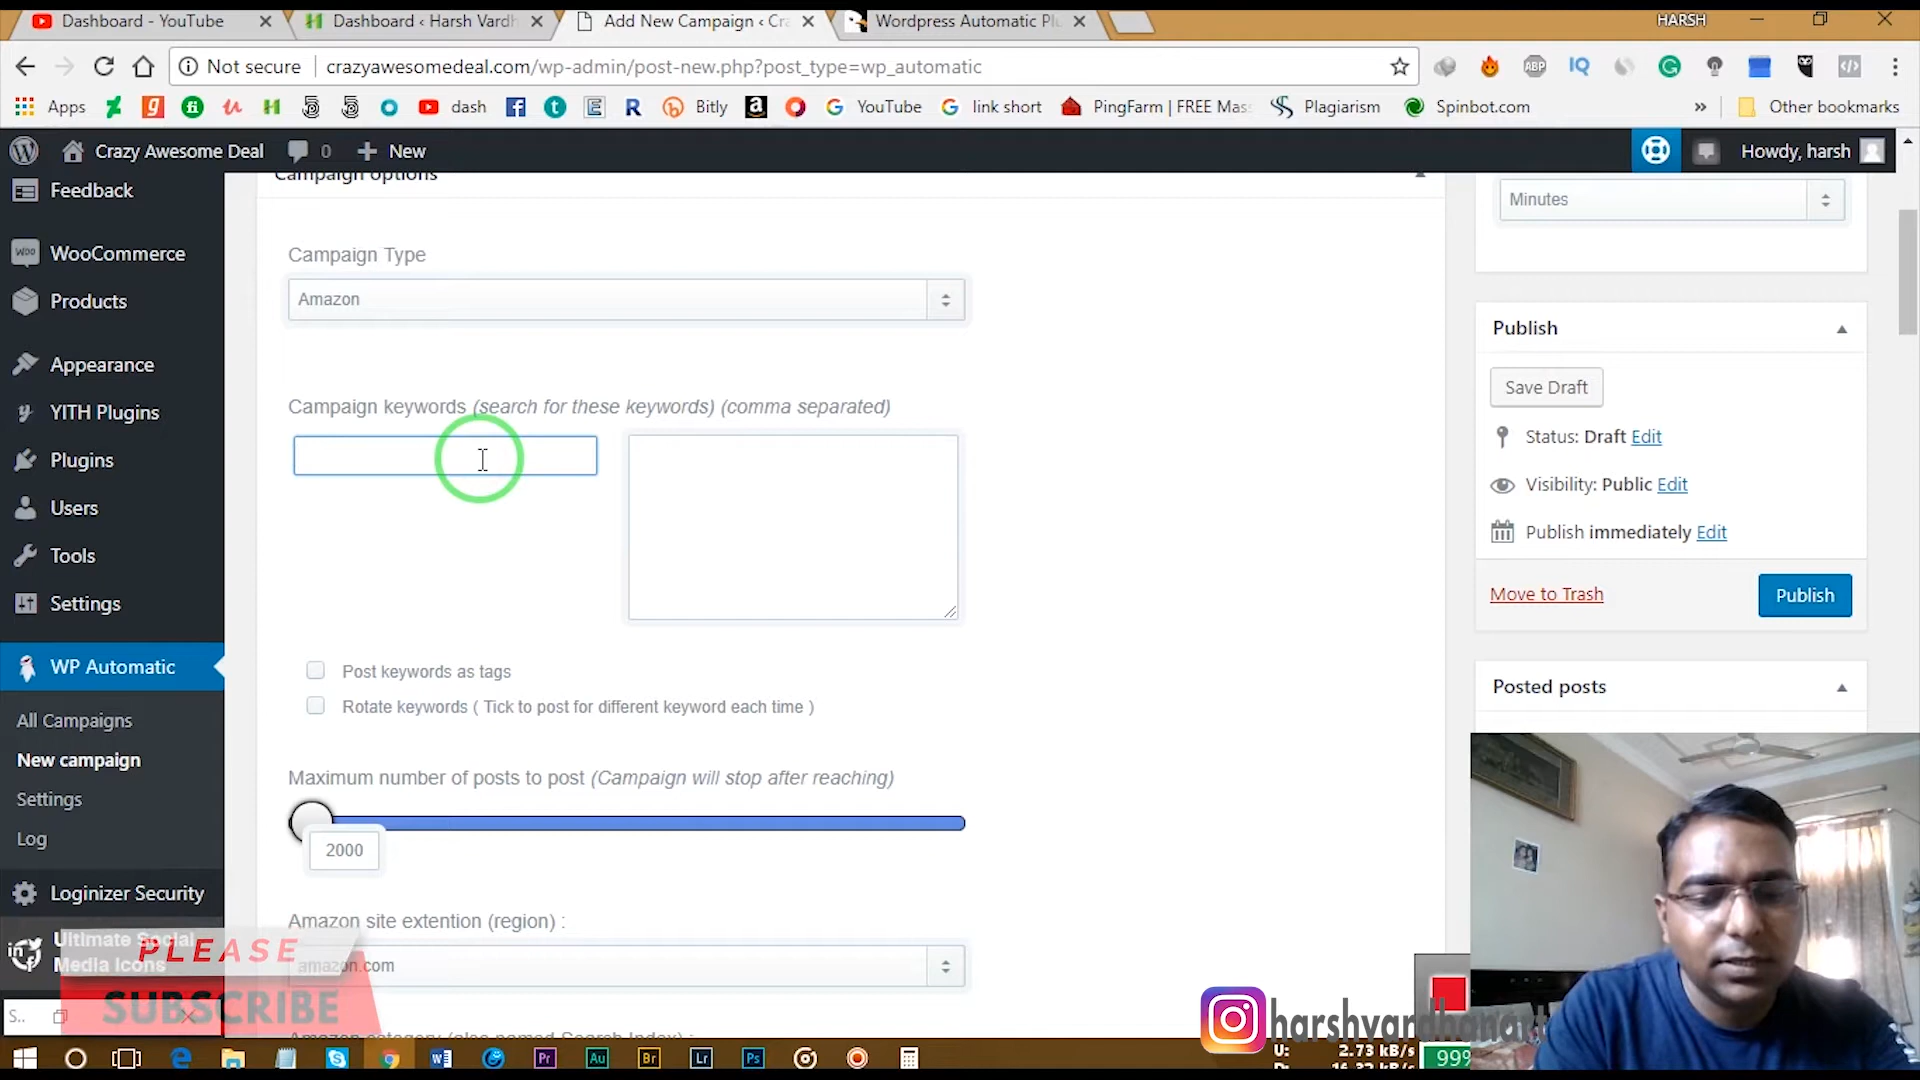 Dashboard - YouTube
Dashboard ‹ Harsh Vardh
Add New Campaign ‹ Cra
Wordpress Automatic Plu
HARSH
Not secure
crazyawesomedeal.com/wp-admin/post-new.php?post_type=wp_automatic
Apps
dash
Bitly
YouTube
link short
PingFarm | FREE Mas
Plagiarism
Spinbot.com
»
Other bookmarks
Crazy Awesome Deal
0
New
Howdy, harsh
Feedback
WooCommerce
Products
Appearance
YITH Plugins
Plugins
Users
Tools
Settings
WP Automatic
All Campaigns
New campaign
Settings
Log
Loginizer Security
Ultimate Social
Media Icons
PLEASE
SUBSCRIBE
S..
Campaign options
Campaign Type
Amazon
Campaign keywords (search for these keywords) (comma separated)
Post keywords as tags
Rotate keywords ( Tick to post for different keyword each time )
Maximum number of posts to post (Campaign will stop after reaching)
2000
Amazon site extention (region) :
amazon.com
Amazon category (also named Search Index) :
Minutes
Publish
Save Draft
Status: Draft Edit
Visibility: Public Edit
Publish immediately Edit
Move to Trash
Publish
Posted posts
harshvardhanart
U: 2.73 kB/s
D: 16.32 kB/s
99%